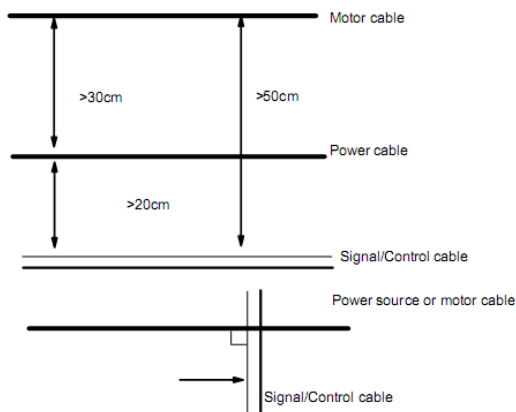 Motor cable
>30cm
>50cm
Power cable
>20cm
Signal/Control cable
Power source or motor cable
Signal/Control cable